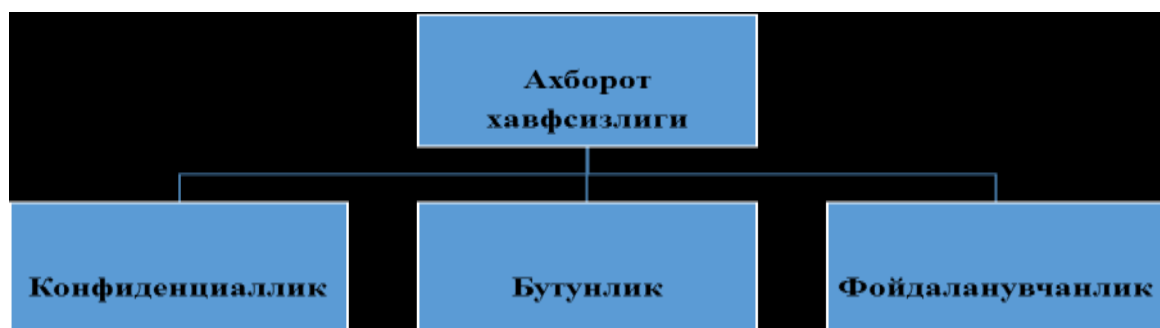 Ахборот
хавфсизлиги
Конфиденциаллик
Бутунлик
Фойдаланувчанлик